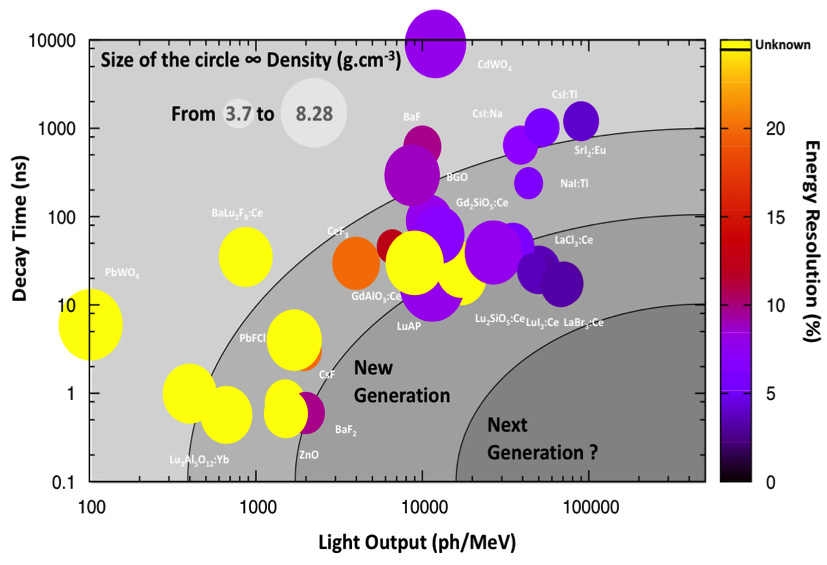 Size of the circle ∞ Density (g.cm⁻³)
From 3.7 to 8.28
10000
1000
100
10
1
0.1
Decay Time (ns)
100
1000
10000
100000
Light Output (ph/MeV)
CdWO₄
CsI:Tl
CsI:Na
BaF
SrI₂:Eu
BGO
NaI:Tl
Gd₂SiO₅:Ce
BaLu₂F₈:Ce
CeF₃
LaCl₃:Ce
PbWO₄
GdAlO₃:Ce
LuAP
Lu₂SiO₅:Ce
LuI₃:Ce
LaBr₃:Ce
PbFCl
CsF
New
Generation
BaF₂
Next
Generation ?
Lu₃Al₅O₁₂:Yb
ZnO
Unknown
20
15
10
5
0
Energy Resolution (%)